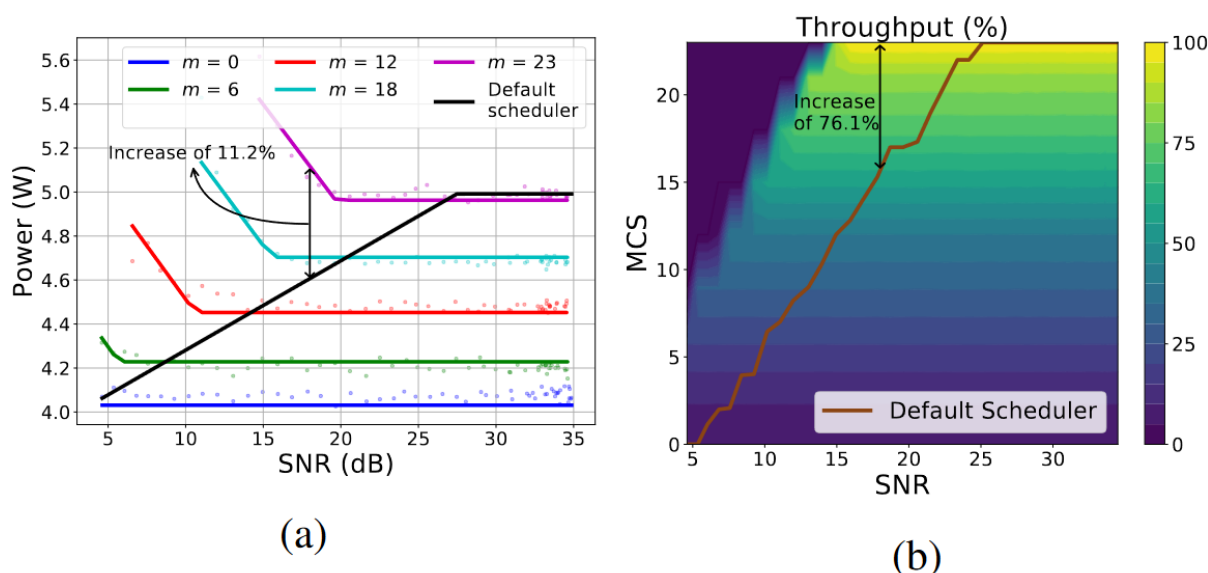 5.6
5.4
5.2
5.0
4.8
4.6
4.4
4.2
4.0
Power (W)
m = 0
m = 6
m = 12
m = 18
m = 23
Default
scheduler
Increase of 11.2%
5 10 15 20 25 30 35
SNR (dB)
(a)
Throughput (%)
20
15
10
5
0
MCS
Increase
of 76.1%
Default Scheduler
5 10 15 20 25 30
SNR
100
75
50
25
0
(b)